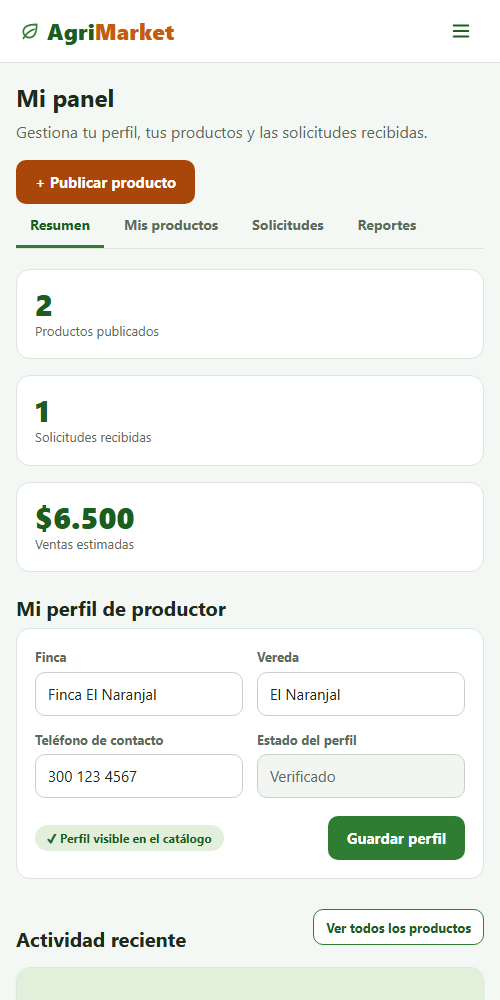 AgriMarket
Mi panel
Gestiona tu perfil, tus productos y las solicitudes recibidas.
+ Publicar producto
Resumen Mis productos Solicitudes Reportes
2
Productos publicados
1
Solicitudes recibidas
$6.500
Ventas estimadas
Mi perfil de productor
Finca Vereda
Finca El Naranjal El Naranjal
Teléfono de contacto Estado del perfil
300 123 4567 Verificado
✓ Perfil visible en el catálogo Guardar perfil
Actividad reciente Ver todos los productos